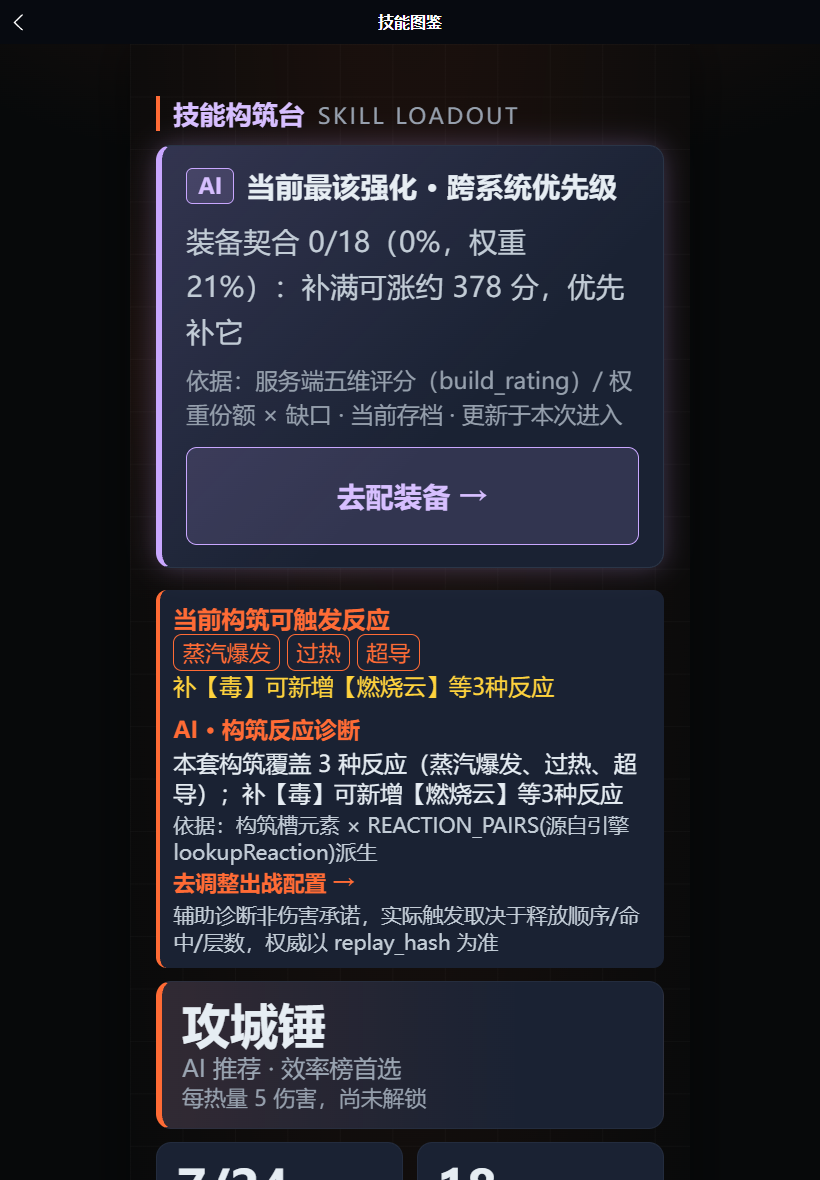 技能图鉴
技能构筑台 SKILL LOADOUT
AI 当前最该强化·跨系统优先级
装备契合 0/18（0%，权重
21%）：补满可涨约 378 分，优先
补它
依据：服务端五维评分（build_rating）/ 权
重份额 × 缺口 · 当前存档 · 更新于本次进入
去配装备 →
当前构筑可触发反应
蒸汽爆发 过热 超导
补【毒】可新增【燃烧云】等3种反应
AI·构筑反应诊断
本套构筑覆盖 3 种反应（蒸汽爆发、过热、超
导）；补【毒】可新增【燃烧云】等3种反应
依据：构筑槽元素 × REACTION_PAIRS(源自引擎
lookupReaction)派生
去调整出战配置 →
辅助诊断非伤害承诺，实际触发取决于释放顺序/命
中/层数，权威以 replay_hash 为准
攻城锤
AI 推荐 · 效率榜首选
每热量 5 伤害，尚未解锁